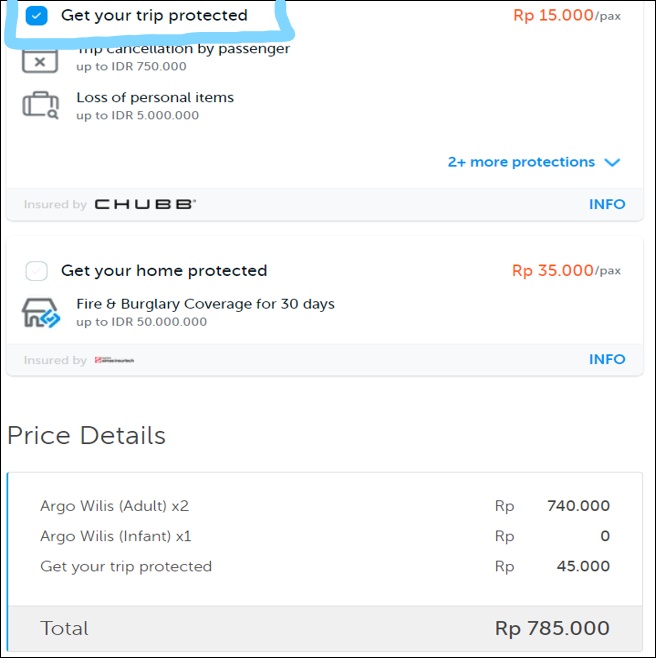 Get your trip protected
Rp 15.000/pax
Trip cancellation by passenger
up to IDR 750.000
Loss of personal items
up to IDR 5.000.000
2+ more protections
Insured by CHUBB®
INFO
Get your home protected
Rp 35.000/pax
Fire & Burglary Coverage for 30 days
up to IDR 50.000.000
Insured by
INFO
Price Details
Argo Wilis (Adult) x2 Rp 740.000
Argo Wilis (Infant) x1 Rp 0
Get your trip protected Rp 45.000
Total Rp 785.000